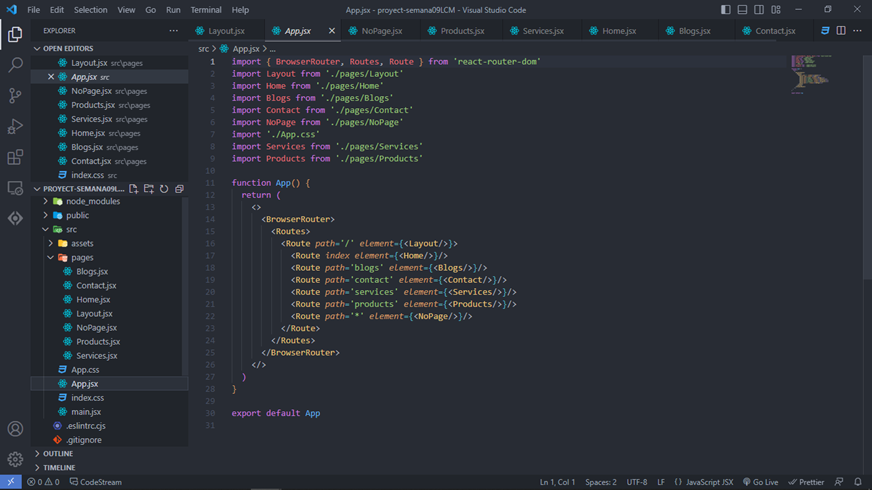 File Edit Selection View Go Run Terminal Help
App.jsx - proyect-semana09LCM - Visual Studio Code
EXPLORER
OPEN EDITORS
Layout.jsx src\pages
App.jsx src
NoPage.jsx src\pages
Products.jsx src\pages
Services.jsx src\pages
Home.jsx src\pages
Blogs.jsx src\pages
Contact.jsx src\pages
index.css src
PROYECT-SEMANA09L...
node_modules
public
src
assets
pages
Blogs.jsx
Contact.jsx
Home.jsx
Layout.jsx
NoPage.jsx
Products.jsx
Services.jsx
App.css
App.jsx
index.css
main.jsx
.eslintrc.cjs
.gitignore
OUTLINE
TIMELINE
Layout.jsx App.jsx NoPage.jsx Products.jsx Services.jsx Home.jsx Blogs.jsx Contact.jsx
src > App.jsx > ...
1 import { BrowserRouter, Routes, Route } from 'react-router-dom'
2 import Layout from './pages/Layout'
3 import Home from './pages/Home'
4 import Blogs from './pages/Blogs'
5 import Contact from './pages/Contact'
6 import NoPage from './pages/NoPage'
7 import './App.css'
8 import Services from './pages/Services'
9 import Products from './pages/Products'
10
11 function App() {
12 return (
13 <>
14 <BrowserRouter>
15 <Routes>
16 <Route path='/' element={<Layout/>}>
17 <Route index element={<Home/>}/>
18 <Route path='blogs' element={<Blogs/>}/>
19 <Route path='contact' element={<Contact/>}/>
20 <Route path='services' element={<Services/>}/>
21 <Route path='products' element={<Products/>}/>
22 <Route path='*' element={<NoPage/>}/>
23 </Route>
24 </Routes>
25 </BrowserRouter>
26 </>
27 )
28 }
29
30 export default App
31
0 0 CodeStream
Ln 1, Col 1 Spaces: 2 UTF-8 LF {} JavaScript JSX Go Live Prettier